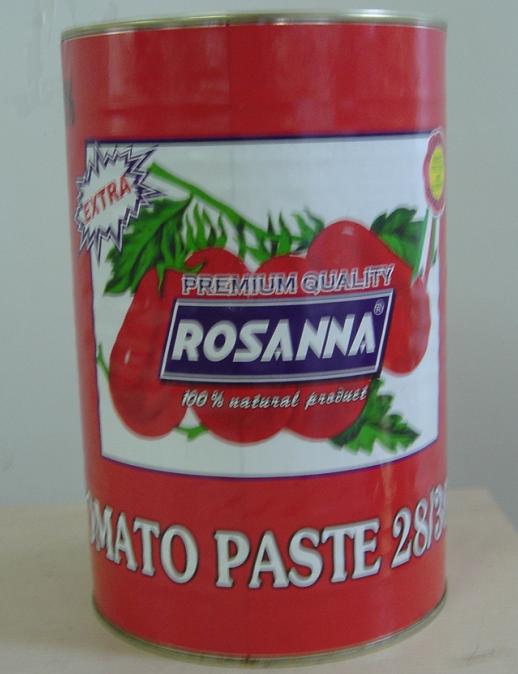 EXTRA
PREMIUM QUALITY
ROSANNA ®
100% natural product
OMATO PASTE 28/3